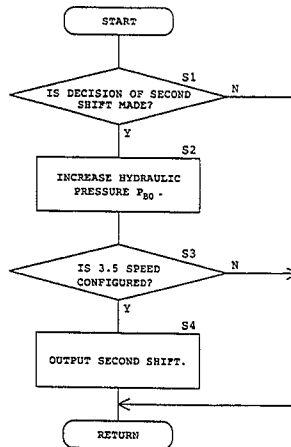 START
S1
IS DECISION OF SECOND
SHIFT MADE?
N
Y
S2
INCREASE HYDRAULIC
PRESSURE PB0 .
S3
IS 3.5 SPEED
CONFIGURED?
N
Y
S4
OUTPUT SECOND SHIFT.
RETURN